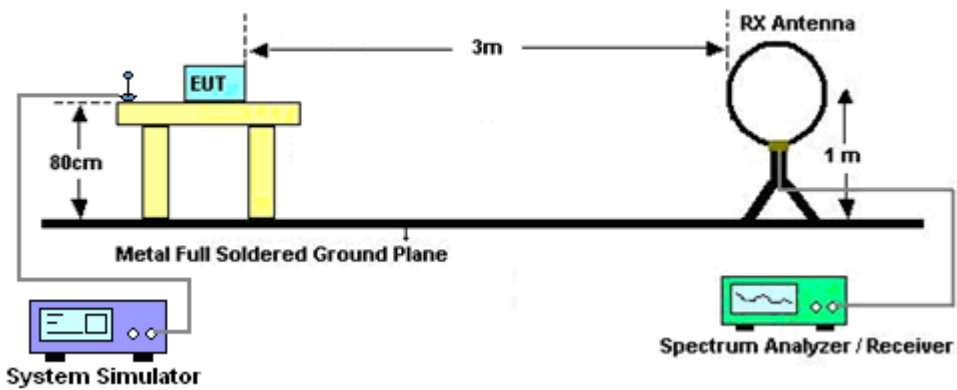 RX Antenna
3m
EUT
80cm
1 m
Metal Full Soldered Ground Plane
System Simulator
Spectrum Analyzer / Receiver